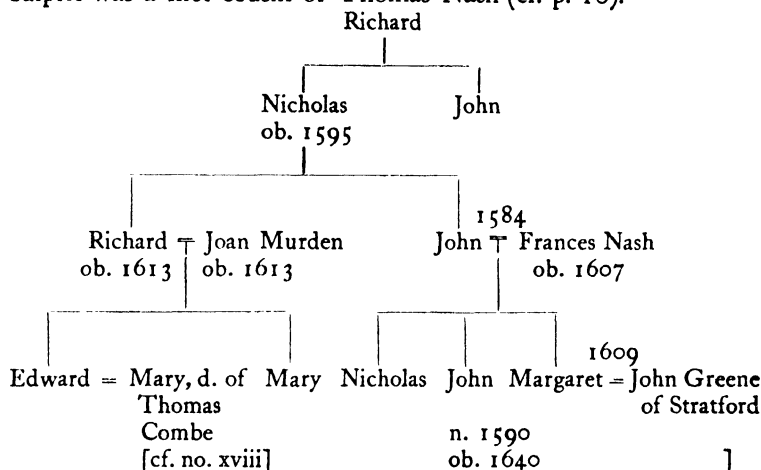 was a first cousin of Thomas Nash (cf. p.
Richard
Nicholas John
ob. 1595
1584
Richard = Joan Murden John = Frances Nash
ob. 1613 ob. 1613 ob. 1607
1609
Edward = Mary, d. of Mary Nicholas John Margaret = John Greene
Thomas of Stratford
Combe n. 1590
[cf. no. xviii] ob. 1640 ]